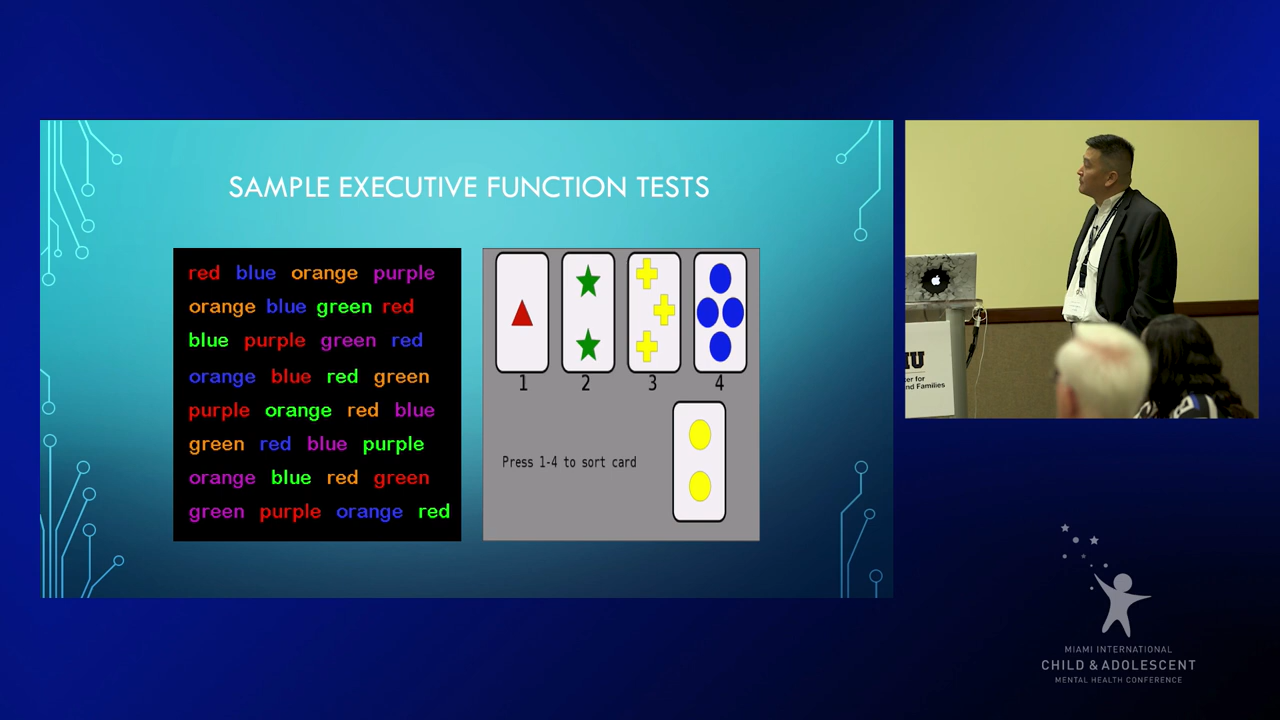 SAMPLE EXECUTIVE FUNCTION TESTS
red blue orange purple
orange blue green red
blue purple green red
orange blue red green
purple orange red blue
green red blue purple
orange blue red green
green purple orange red
1 2 3 4
Press 1-4 to sort card
MIAMI INTERNATIONAL
CHILD & ADOLESCENT
MENTAL HEALTH CONFERENCE